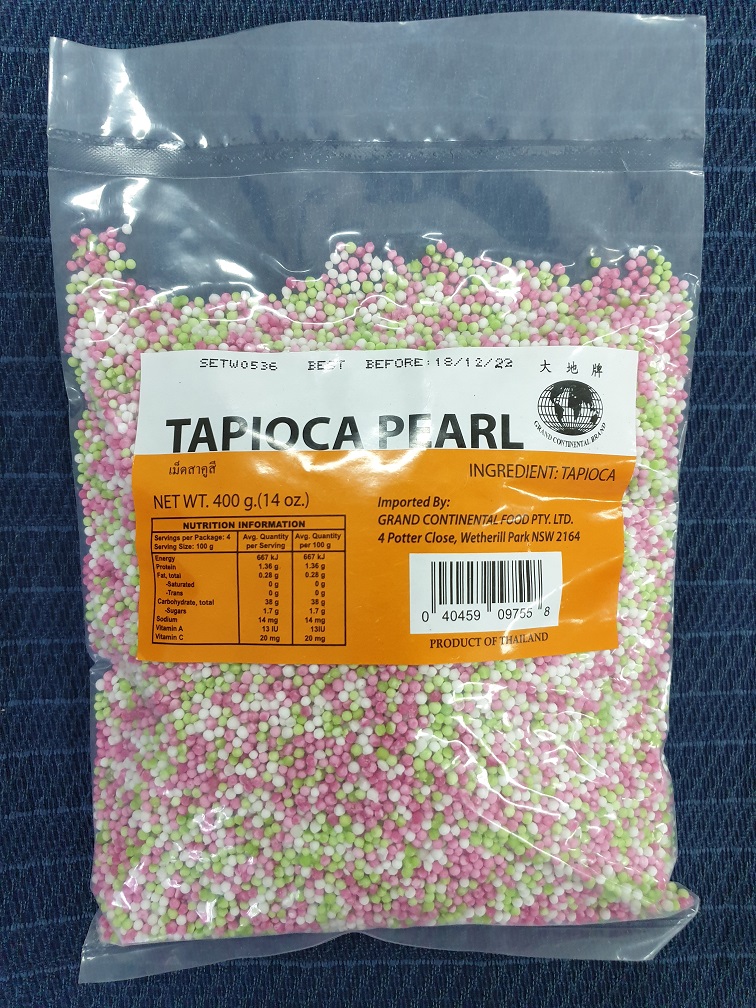 SETW0536 BEST BEFORE:18/12/22
大地牌
TAPIOCA PEARL
GRAND CONTINENTAL BRAND
เม็ดสาคูสี
INGREDIENT: TAPIOCA
NET WT. 400 g.(14 oz.)
NUTRITION INFORMATION
Servings per Package: 4
Serving Size: 100 g
Avg. Quantity per Serving
Avg. Quantity per 100 g
Energy 667 kJ 667 kJ
Protein 1.36 g 1.36 g
Fat, total 0.28 g 0.28 g
-Saturated 0 g 0 g
-Trans 0 g 0 g
Carbohydrate, total 38 g 38 g
-Sugars 1.7 g 1.7 g
Sodium 14 mg 14 mg
Vitamin A 13 IU 13IU
Vitamin C 20 mg 20 mg
Imported By:
GRAND CONTINENTAL FOOD PTY. LTD.
4 Potter Close, Wetherill Park NSW 2164
0 40459 09755 8
PRODUCT OF THAILAND